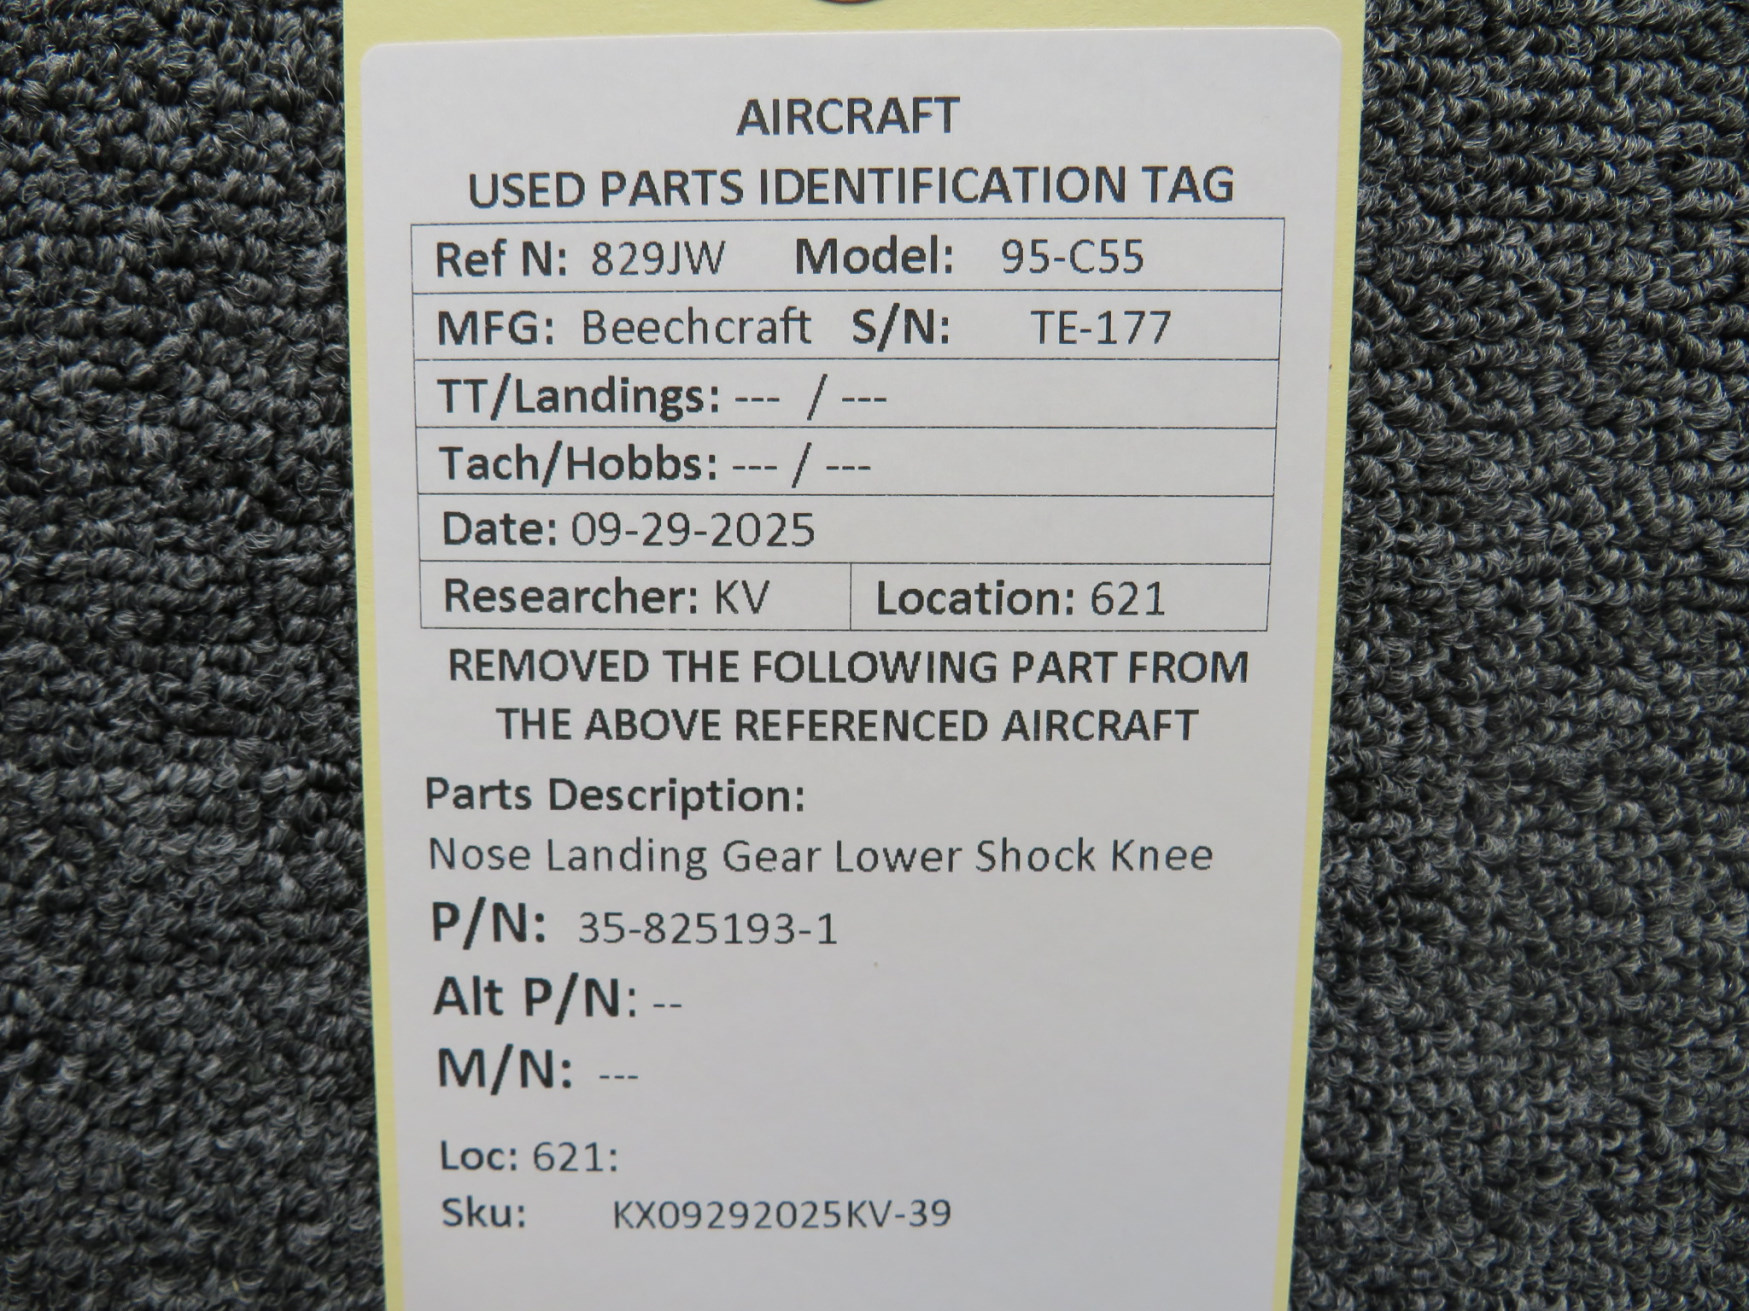 AIRCRAFT
USED PARTS IDENTIFICATION TAG
Ref N: 829JW Model: 95-C55
MFG: Beechcraft S/N: TE-177
TT/Landings: --- / ---
Tach/Hobbs: --- / ---
Date: 09-29-2025
Researcher: KV Location: 621
REMOVED THE FOLLOWING PART FROM
THE ABOVE REFERENCED AIRCRAFT
Parts Description:
Nose Landing Gear Lower Shock Knee
P/N: 35-825193-1
Alt P/N: --
M/N: ---
Loc: 621:
Sku: KX09292025KV-39